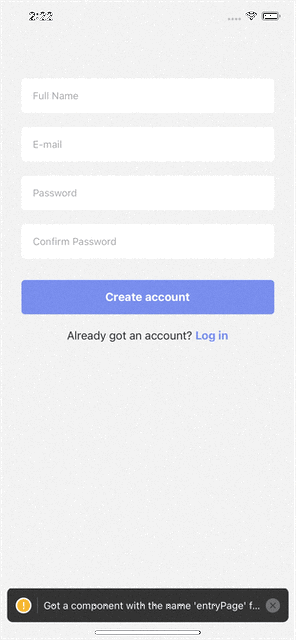 2:22
Full Name
E-mail
Password
Confirm Password
Create account
Already got an account? Log in
Got a component with the name 'entryPage' f...